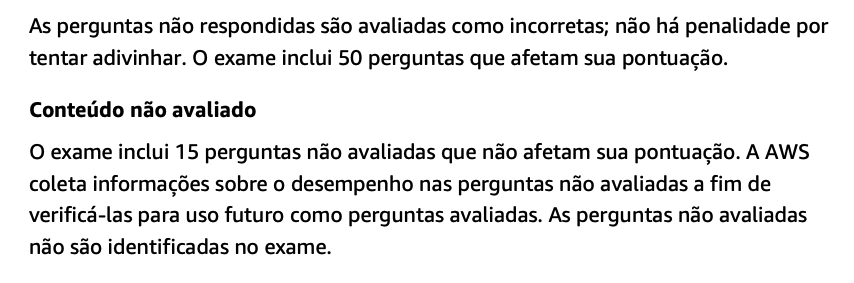 As perguntas não respondidas são avaliadas como incorretas; não há penalidade por
tentar adivinhar. O exame inclui 50 perguntas que afetam sua pontuação.
Conteúdo não avaliado
O exame inclui 15 perguntas não avaliadas que não afetam sua pontuação. A AWS
coleta informações sobre o desempenho nas perguntas não avaliadas a fim de
verificá-las para uso futuro como perguntas avaliadas. As perguntas não avaliadas
não são identificadas no exame.